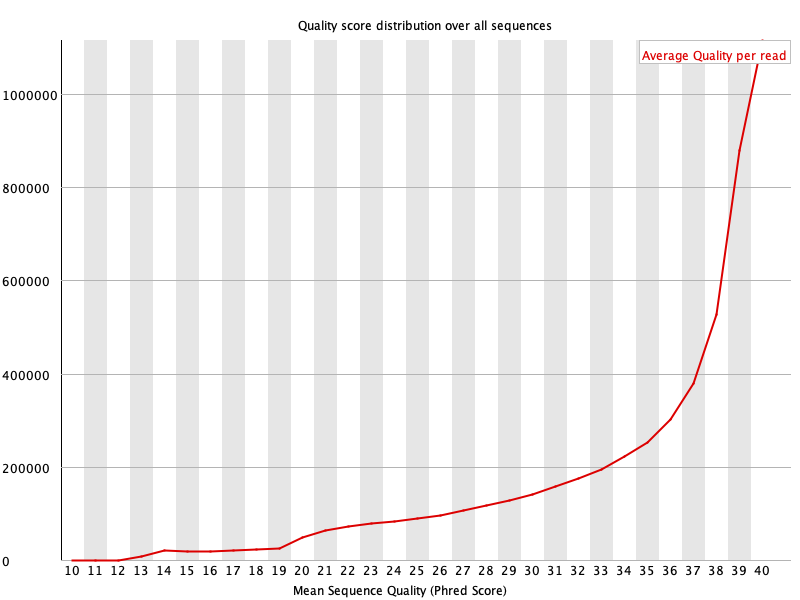 Quality score distribution over all sequences
Average Quality per read
1000000
800000
600000
400000
200000
0
10 11 12 13 14 15 16 17 18 19 20 21 22 23 24 25 26 27 28 29 30 31 32 33 34 35 36 37 38 39 40
Mean Sequence Quality (Phred Score)